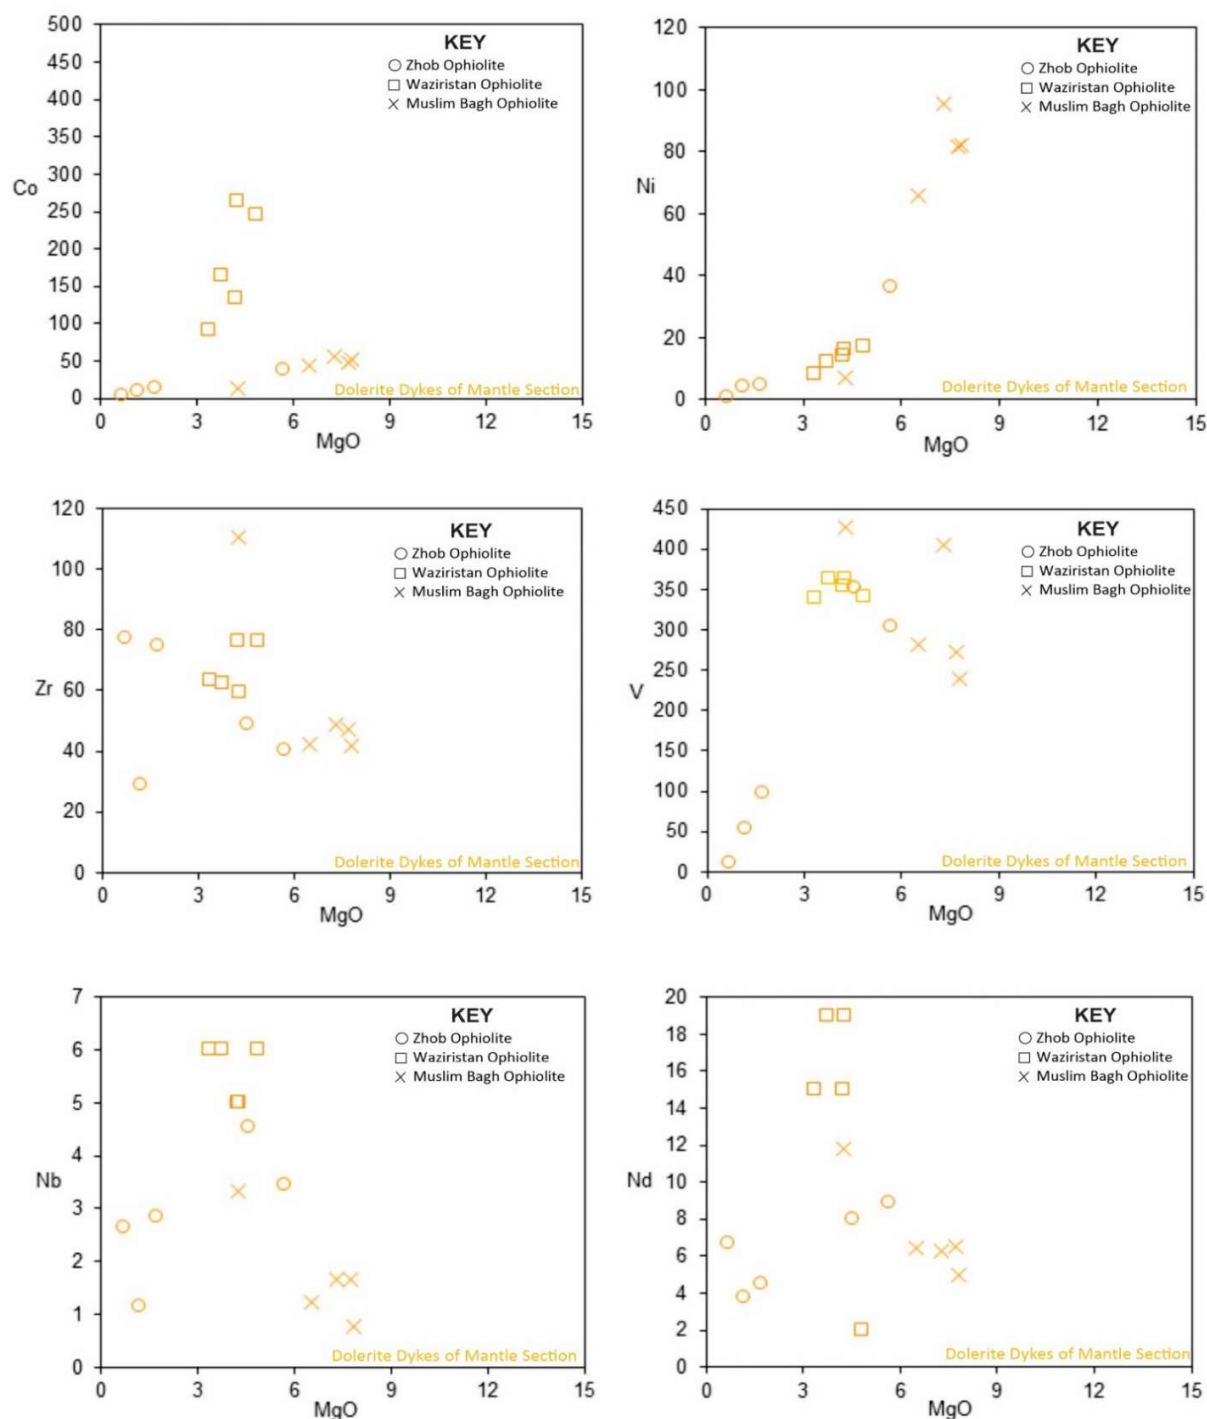 500
450
400
350
300
250
200
150
100
50
0
Co
KEY
Zhob Ophiolite
Waziristan Ophiolite
Muslim Bagh Ophiolite
Dolerite Dykes of Mantle Section
0 3 6 9 12 15
MgO
120
100
80
60
40
20
0
Ni
KEY
Zhob Ophiolite
Waziristan Ophiolite
Muslim Bagh Ophiolite
Dolerite Dykes of Mantle Section
0 3 6 9 12 15
MgO
120
100
80
60
40
20
0
Zr
KEY
Zhob Ophiolite
Waziristan Ophiolite
Muslim Bagh Ophiolite
Dolerite Dykes of Mantle Section
0 3 6 9 12 15
MgO
450
400
350
300
250
200
150
100
50
0
V
KEY
Zhob Ophiolite
Waziristan Ophiolite
Muslim Bagh Ophiolite
Dolerite Dykes of Mantle Section
0 3 6 9 12 15
MgO
7
6
5
4
3
2
1
0
Nb
KEY
Zhob Ophiolite
Waziristan Ophiolite
Muslim Bagh Ophiolite
Dolerite Dykes of Mantle Section
0 3 6 9 12 15
MgO
20
18
16
14
12
10
8
6
4
2
0
Nd
KEY
Zhob Ophiolite
Waziristan Ophiolite
Muslim Bagh Ophiolite
Dolerite Dykes of Mantle Section
0 3 6 9 12 15
MgO